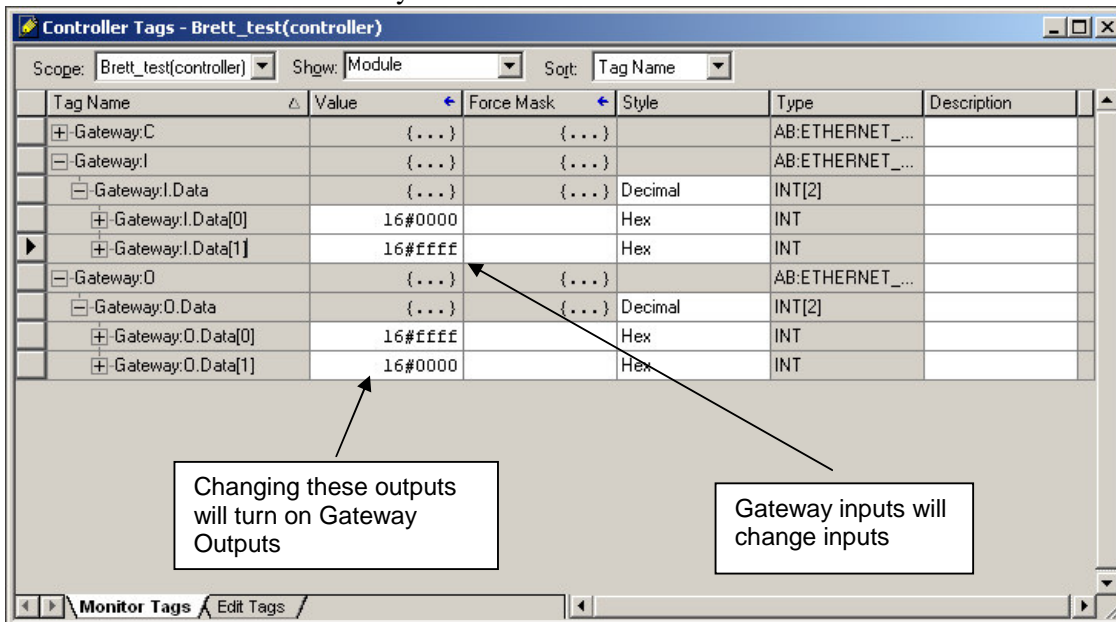 Controller Tags - Brett_test(controller)
Scope: Brett_test(controller) Show: Module Sort: Tag Name
Tag Name Value Force Mask Style Type Description
Gateway:C {...} {...} AB:ETHERNET_...
Gateway:I {...} {...} AB:ETHERNET_...
Gateway:I.Data {...} {...} Decimal INT[2]
Gateway:I.Data[0] 16#0000 Hex INT
Gateway:I.Data[1] 16#ffff Hex INT
Gateway:O {...} {...} AB:ETHERNET_...
Gateway:O.Data {...} {...} Decimal INT[2]
Gateway:O.Data[0] 16#ffff Hex INT
Gateway:O.Data[1] 16#0000 Hex INT
Changing these outputs
will turn on Gateway
Outputs
Gateway inputs will
change inputs
Monitor Tags Edit Tags